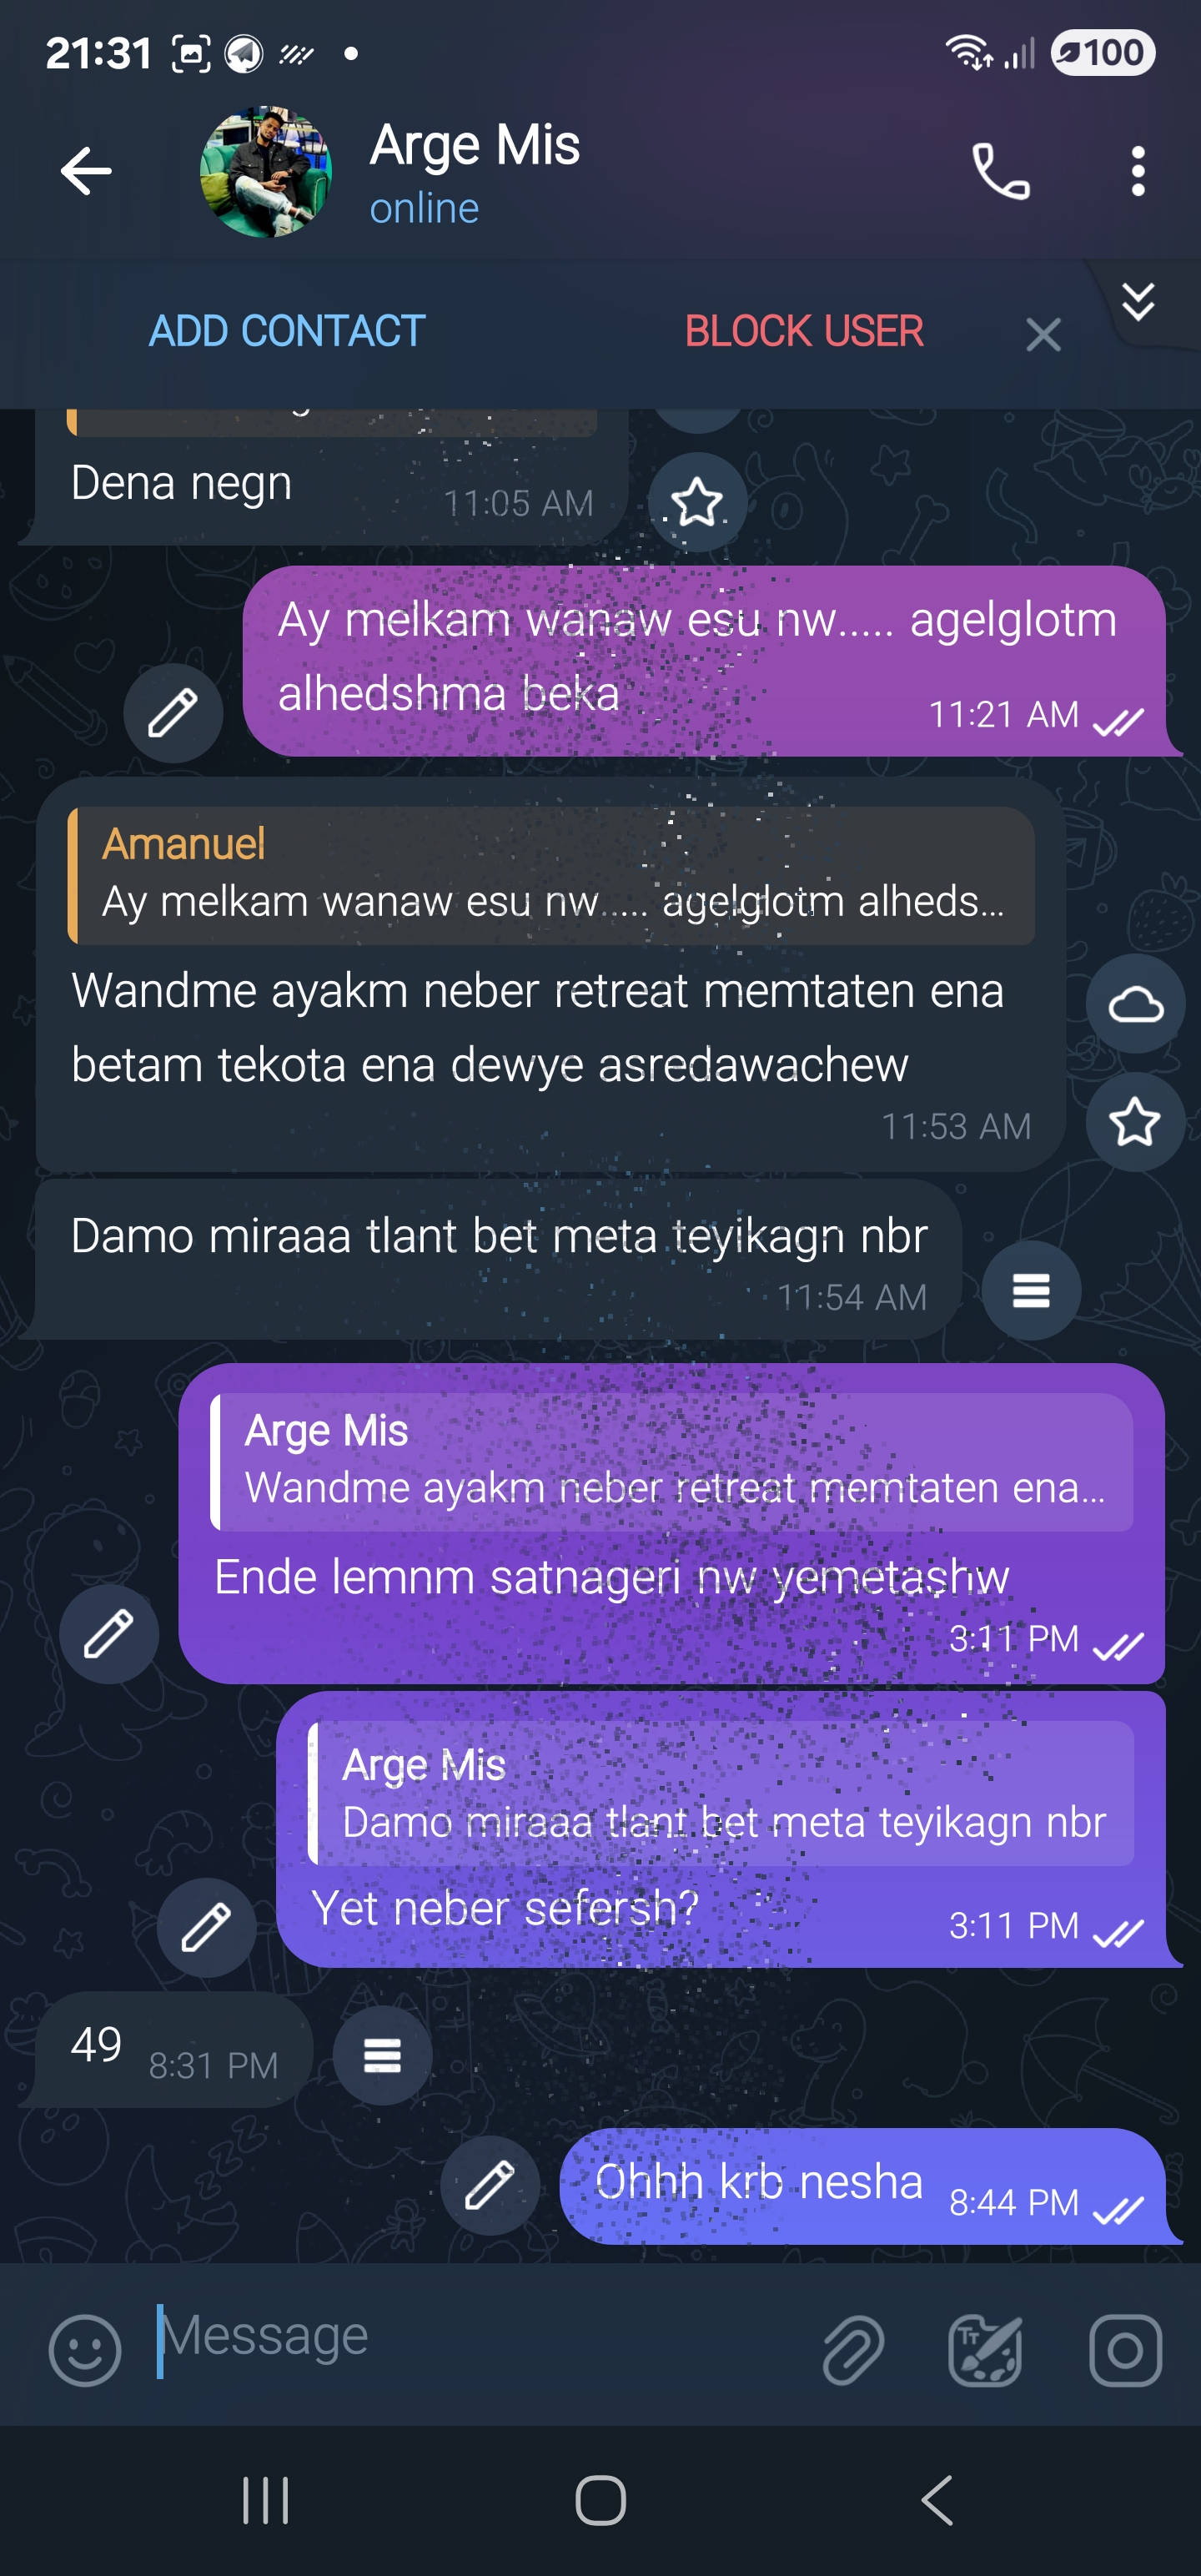 21:31
100
Arge Mis
online
ADD CONTACT
BLOCK USER
Dena negn
11:05 AM
Ay melkam wanaw esu nw..... agelglotm
alhedshma beka
11:21 AM
Amanuel
Ay melkam wanaw esu nw..... agelglotm alheds...
Wandme ayakm neber retreat memtaten ena
betam tekota ena dewye asredawachew
11:53 AM
Damo miraaa tlant bet meta teyikagn nbr
11:54 AM
Arge Mis
Wandme ayakm neber retreat memtaten ena...
Ende lemnm satnageri nw yemetashw
3:11 PM
Arge Mis
Damo miraaa tlant bet meta teyikagn nbr
Yet neber sefersh?
3:11 PM
49
8:31 PM
Ohhh krb nesha
8:44 PM
Message